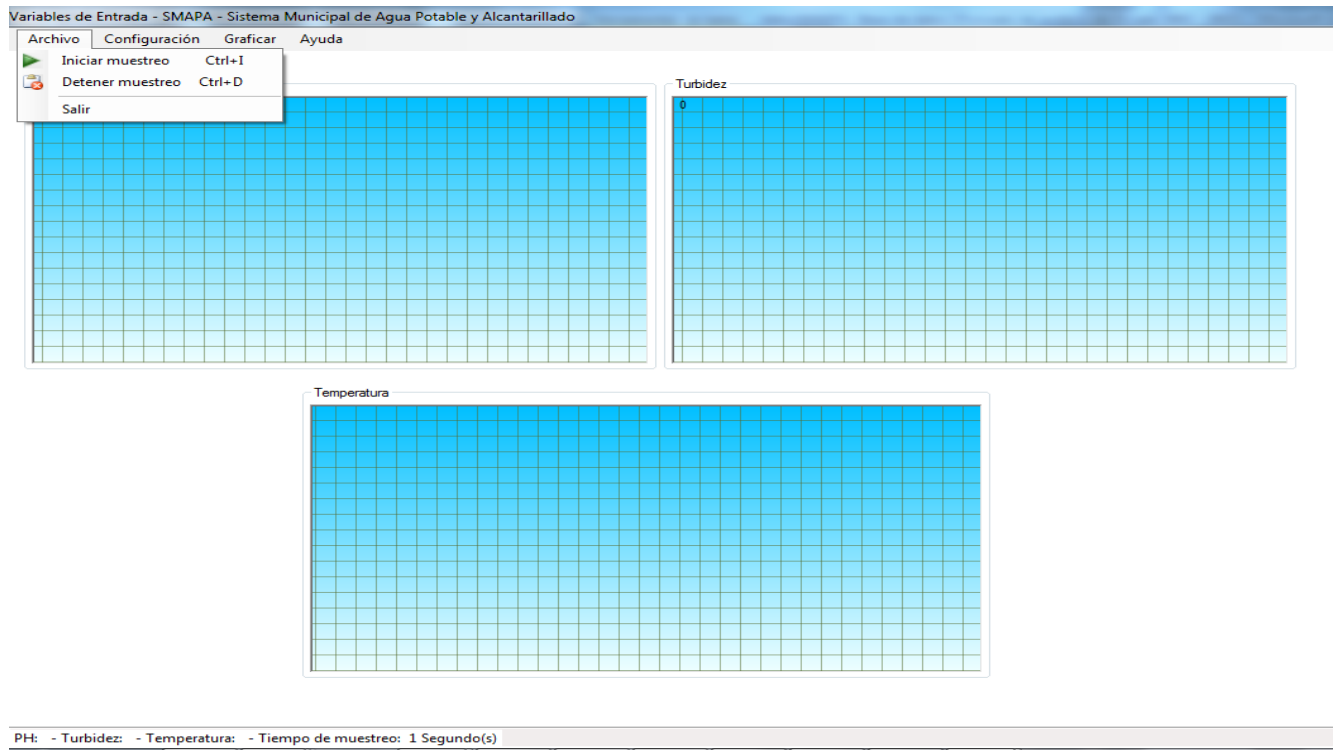 Variables de Entrada - SMAPA - Sistema Municipal de Agua Potable y Alcantarillado
Archivo Configuración Graficar Ayuda
Iniciar muestreo Ctrl+I
Detener muestreo Ctrl+D
Salir
Turbidez
0
Temperatura
PH: - Turbidez: - Temperatura: - Tiempo de muestreo: 1 Segundo(s)